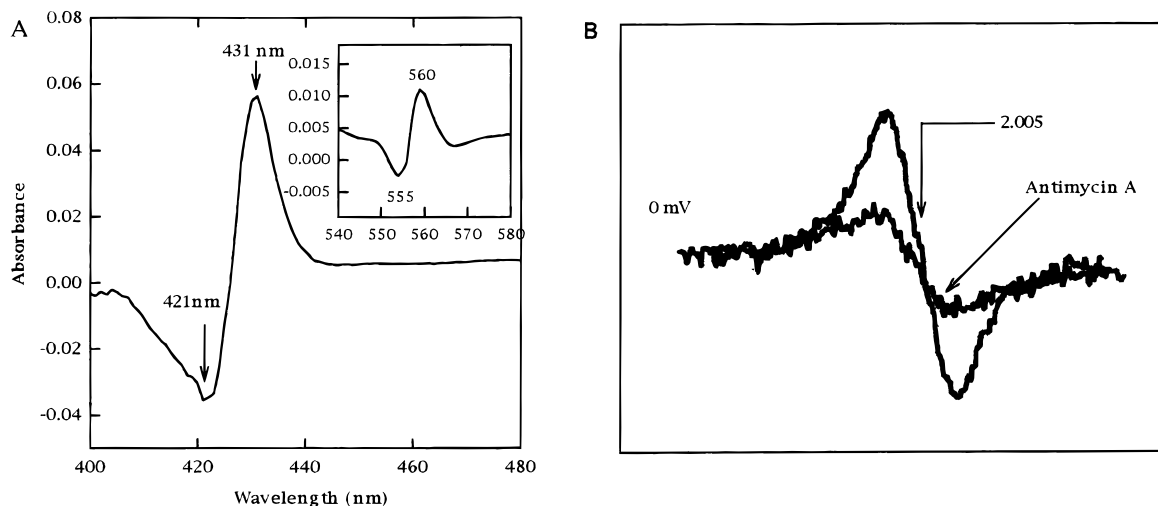 A
0.08
0.06
0.04
0.02
0.00
-0.02
-0.04
Absorbance
431 nm
421nm
0.015
0.010
0.005
0.000
-0.005
560
555
540 550 560 570 580
400 420 440 460 480
Wavelength (nm)
B
2.005
Antimycin A
0 mV